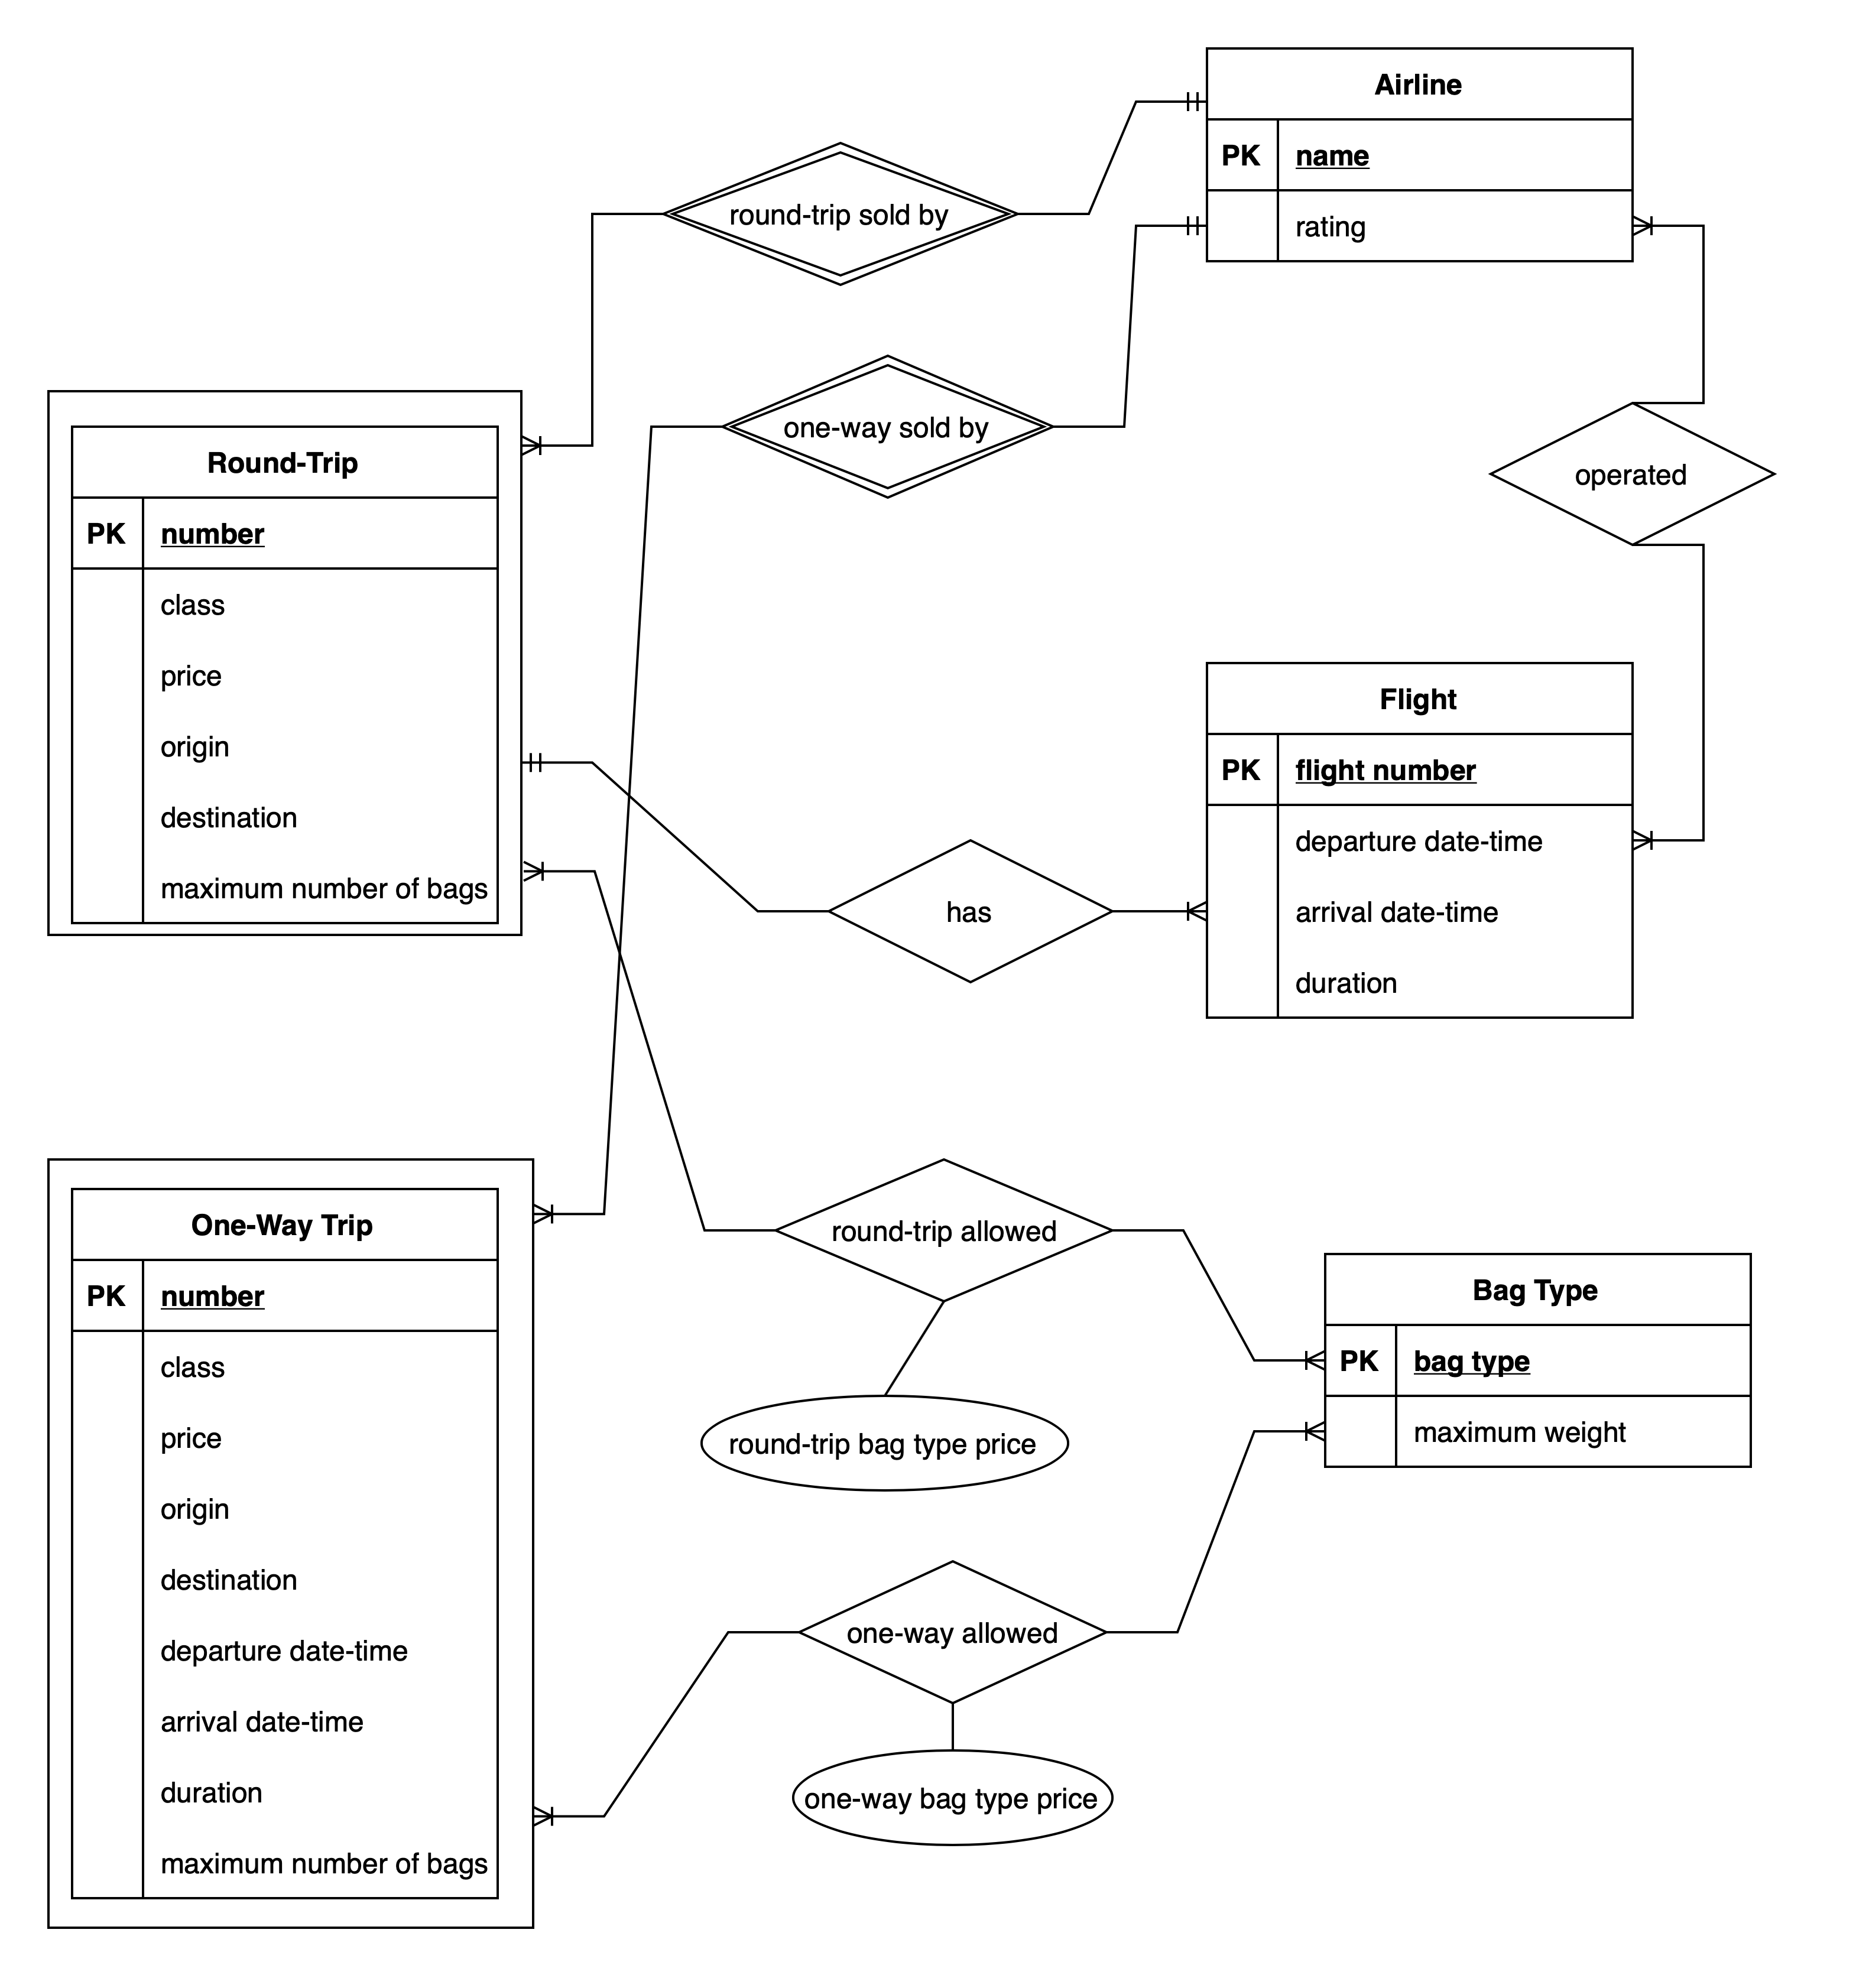 Airline
PK name
rating
round-trip sold by
one-way sold by
operated
Round-Trip
PK number
class
price
origin
destination
maximum number of bags
Flight
PK flight number
departure date-time
arrival date-time
duration
has
One-Way Trip
PK number
class
price
origin
destination
departure date-time
arrival date-time
duration
maximum number of bags
round-trip allowed
round-trip bag type price
Bag Type
PK bag type
maximum weight
one-way allowed
one-way bag type price